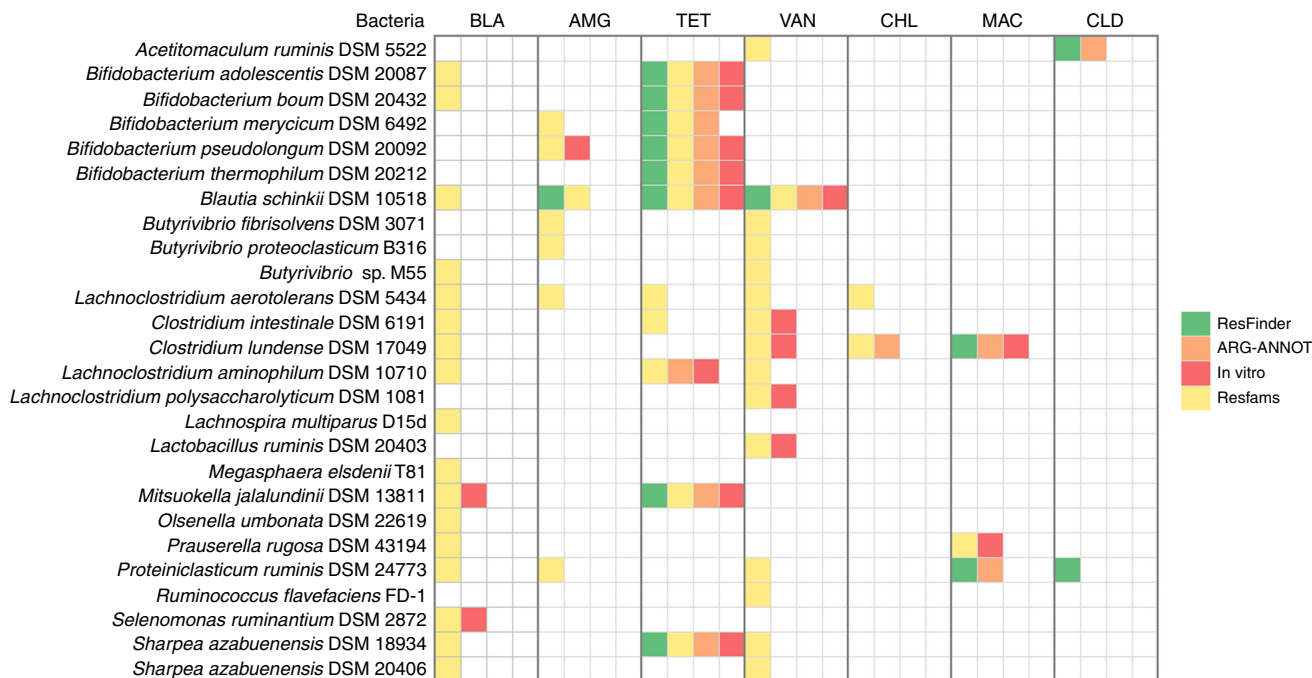 Bacteria BLA AMG TET VAN CHL MAC CLD
Acetitomaculum ruminis DSM 5522
Bifidobacterium adolescentis DSM 20087
Bifidobacterium boum DSM 20432
Bifidobacterium merycicum DSM 6492
Bifidobacterium pseudolongum DSM 20092
Bifidobacterium thermophilum DSM 20212
Blautia schinkii DSM 10518
Butyrivibrio fibrisolvens DSM 3071
Butyrivibrio proteoclasticum B316
Butyrivibrio sp. M55
Lachnoclostridium aerotolerans DSM 5434
Clostridium intestinale DSM 6191
Clostridium lundense DSM 17049
Lachnoclostridium aminophilum DSM 10710
Lachnoclostridium polysaccharolyticum DSM 1081
Lachnospira multiparus D15d
Lactobacillus ruminis DSM 20403
Megasphaera elsdenii T81
Mitsuokella jalalundinii DSM 13811
Olsenella umbonata DSM 22619
Prauserella rugosa DSM 43194
Proteiniclasticum ruminis DSM 24773
Ruminococcus flavefaciens FD-1
Selenomonas ruminantium DSM 2872
Sharpea azabuenensis DSM 18934
Sharpea azabuenensis DSM 20406
ResFinder
ARG-ANNOT
In vitro
Resfams